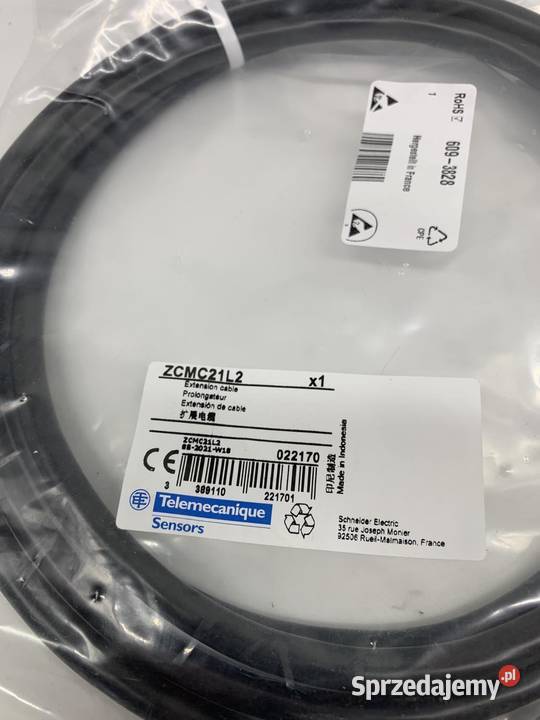 RoHS
1
609-3828
Hergestellt in France
CPE
ZCMC21L2 x1
Extension cable
Prolongateur
Extensión de cable
扩展电缆
ZCMC21L2
022170
CE
3 389110 221701
印尼制造
Made in Indonesia
Telemecanique
Sensors
Schneider Electric
35 rue Joseph Monier
92506 Rueil-Malmaison, France
Sprzedajemy.pl